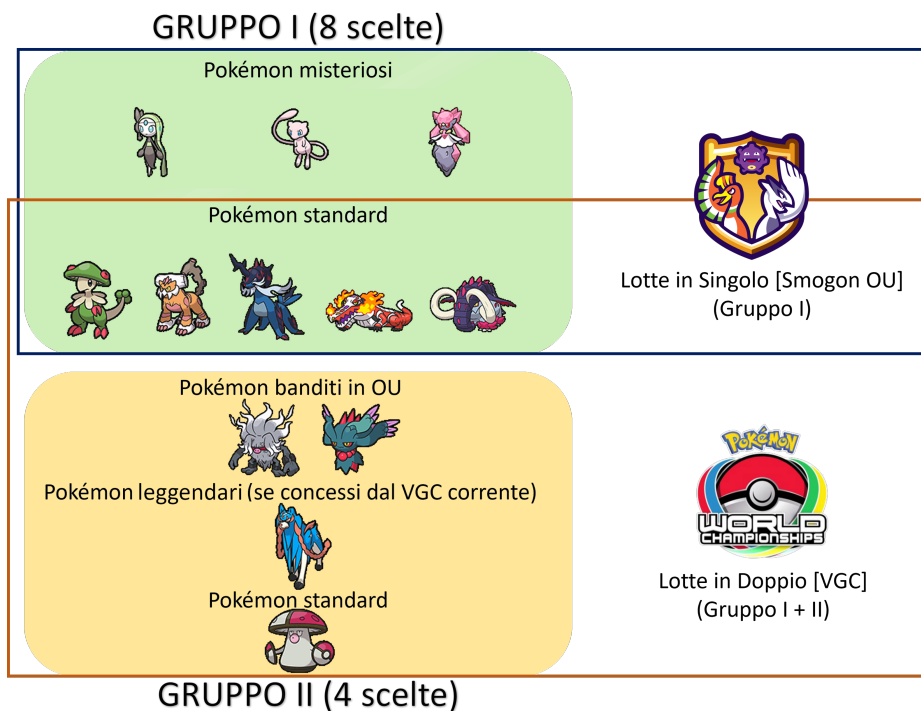 GRUPPO I (8 scelte)
Pokémon misteriosi
Pokémon standard
Lotte in Singolo [Smogon OU]
(Gruppo I)
Pokémon banditi in OU
Pokémon leggendari (se concessi dal VGC corrente)
Pokémon standard
POKéMON
WORLD
CHAMPIONSHIPS
Lotte in Doppio [VGC]
(Gruppo I + II)
GRUPPO II (4 scelte)